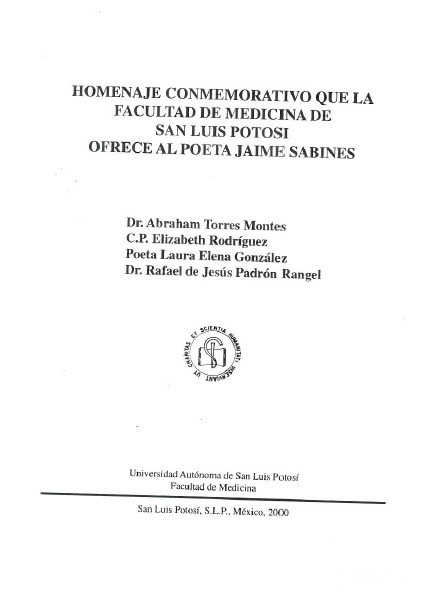 HOMENAJE CONMEMORATIVO QUE LA
FACULTAD DE MEDICINA DE
SAN LUIS POTOSI
OFRECE AL POETA JAIME SABINES
Dr. Abraham Torres Montes
C.P. Elizabeth Rodríguez
Poeta Laura Elena González
Dr. Rafael de Jesús Padrón Rangel
UT CHARITAS ET SCIENTIA HUMANITATI INSERVIANT
Universidad Autónoma de San Luis Potosí
Facultad de Medicina
San Luis Potosí, S.L.P., México, 2000